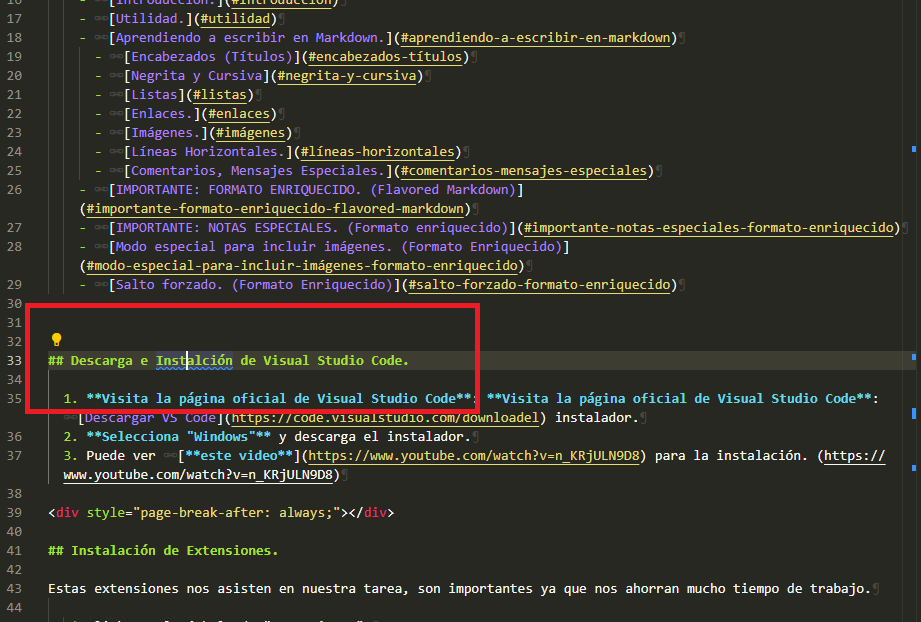 16 - [Introducción.](#introducción)¶
17 - [Utilidad.](#utilidad)¶
18 - [Aprendiendo a escribir en Markdown.](#aprendiendo-a-escribir-en-markdown)¶
19 - [Encabezados (Títulos)](#encabezados-títulos)¶
20 - [Negrita y Cursiva](#negrita-y-cursiva)¶
21 - [Listas](#listas)¶
22 - [Enlaces.](#enlaces)¶
23 - [Imágenes.](#imágenes)¶
24 - [Líneas Horizontales.](#líneas-horizontales)¶
25 - [Comentarios, Mensajes Especiales.](#comentarios-mensajes-especiales)¶
26 - [IMPORTANTE: FORMATO ENRIQUECIDO. (Flavored Markdown)]
(#importante-formato-enriquecido-flavored-markdown)¶
27 - [IMPORTANTE: NOTAS ESPECIALES. (Formato enriquecido)](#importante-notas-especiales-formato-enriquecido)¶
28 - [Modo especial para incluir imágenes. (Formato Enriquecido)]
(#modo-especial-para-incluir-imágenes-formato-enriquecido)¶
29 - [Salto forzado. (Formato Enriquecido)](#salto-forzado-formato-enriquecido)¶
30
31
32
33 ## Descarga e Instalción de Visual Studio Code.
34
35 1. **Visita la página oficial de Visual Studio Code**: **Visita la página oficial de Visual Studio Code**:
[Descargar VS Code](https://code.visualstudio.com/downloadel) instalador.¶
36 2. **Selecciona "Windows"** y descarga el instalador.¶
37 3. Puede ver [**este video**](https://www.youtube.com/watch?v=n_KRjULN9D8) para la instalación. (https://
www.youtube.com/watch?v=n_KRjULN9D8)¶
38
39 <div style="page-break-after: always;"></div>
40
41 ## Instalación de Extensiones.
42
43 Estas extensiones nos asisten en nuestra tarea, son importantes ya que nos ahorran mucho tiempo de trabajo.¶
44